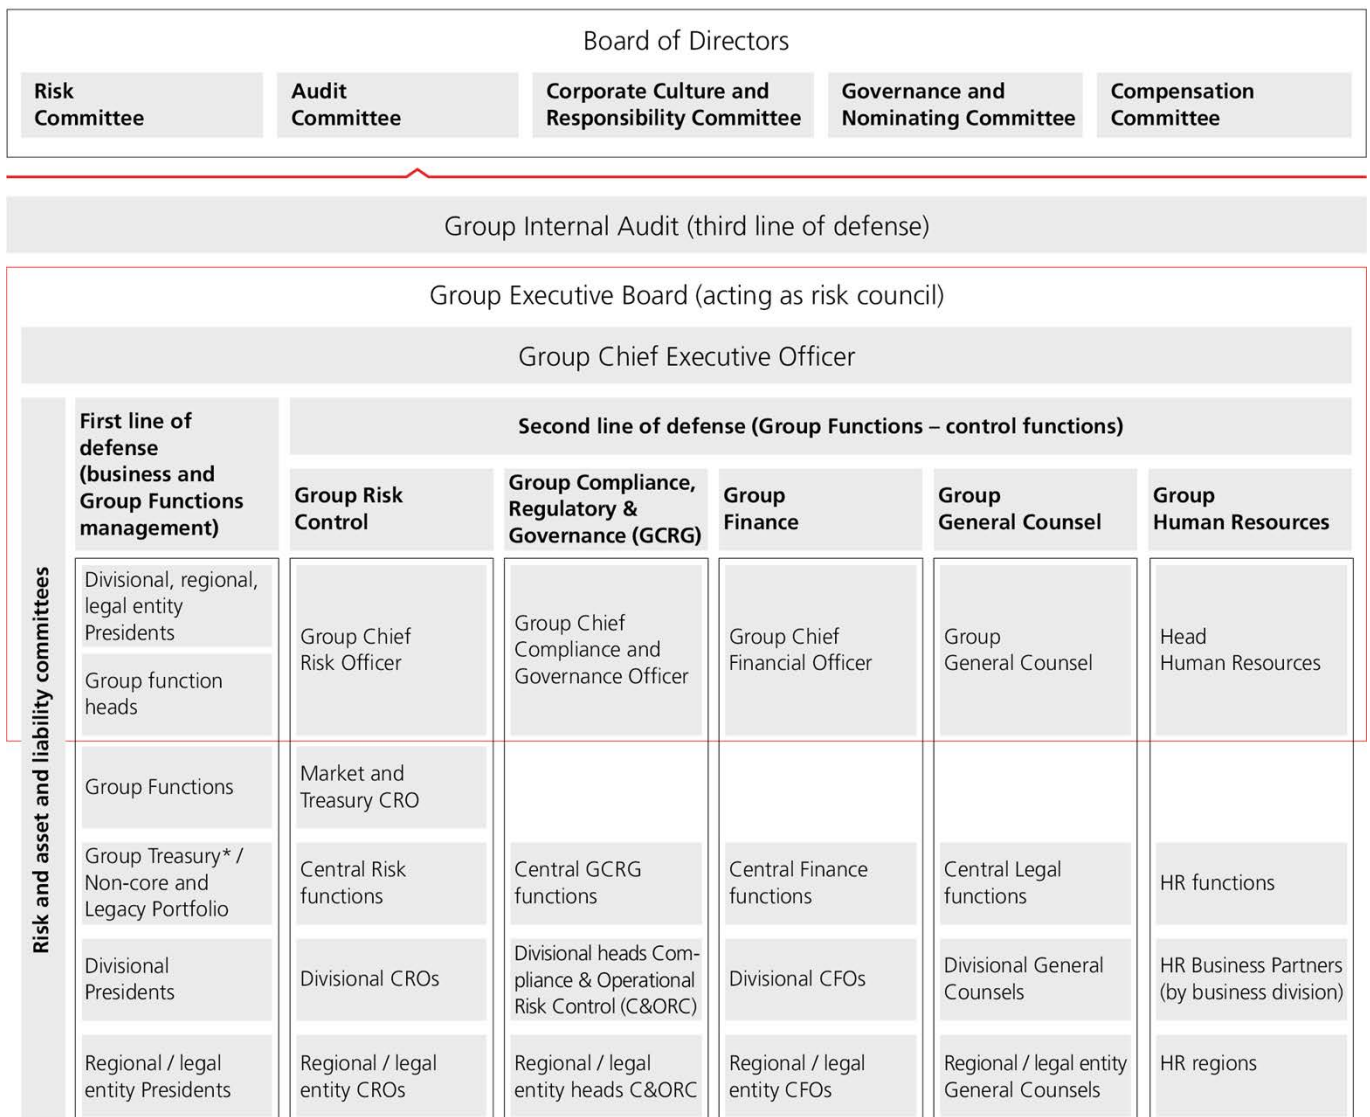 Board of Directors
Risk
Committee
Audit
Committee
Corporate Culture and
Responsibility Committee
Governance and
Nominating Committee
Compensation
Committee
Group Internal Audit (third line of defense)
Group Executive Board (acting as risk council)
Group Chief Executive Officer
Risk and asset and liability committees
First line of
defense
(business and
Group Functions
management)
Second line of defense (Group Functions – control functions)
Group Risk
Control
Group Compliance,
Regulatory &
Governance (GCRG)
Group
Finance
Group
General Counsel
Group
Human Resources
Divisional, regional,
legal entity
Presidents
Group function
heads
Group Chief
Risk Officer
Group Chief
Compliance and
Governance Officer
Group Chief
Financial Officer
Group
General Counsel
Head
Human Resources
Group Functions
Market and
Treasury CRO
Group Treasury* /
Non-core and
Legacy Portfolio
Central Risk
functions
Central GCRG
functions
Central Finance
functions
Central Legal
functions
HR functions
Divisional
Presidents
Divisional CROs
Divisional heads Com-
pliance & Operational
Risk Control (C&ORC)
Divisional CFOs
Divisional General
Counsels
HR Business Partners
(by business division)
Regional / legal
entity Presidents
Regional / legal
entity CROs
Regional / legal
entity heads C&ORC
Regional / legal
entity CFOs
Regional / legal entity
General Counsels
HR regions